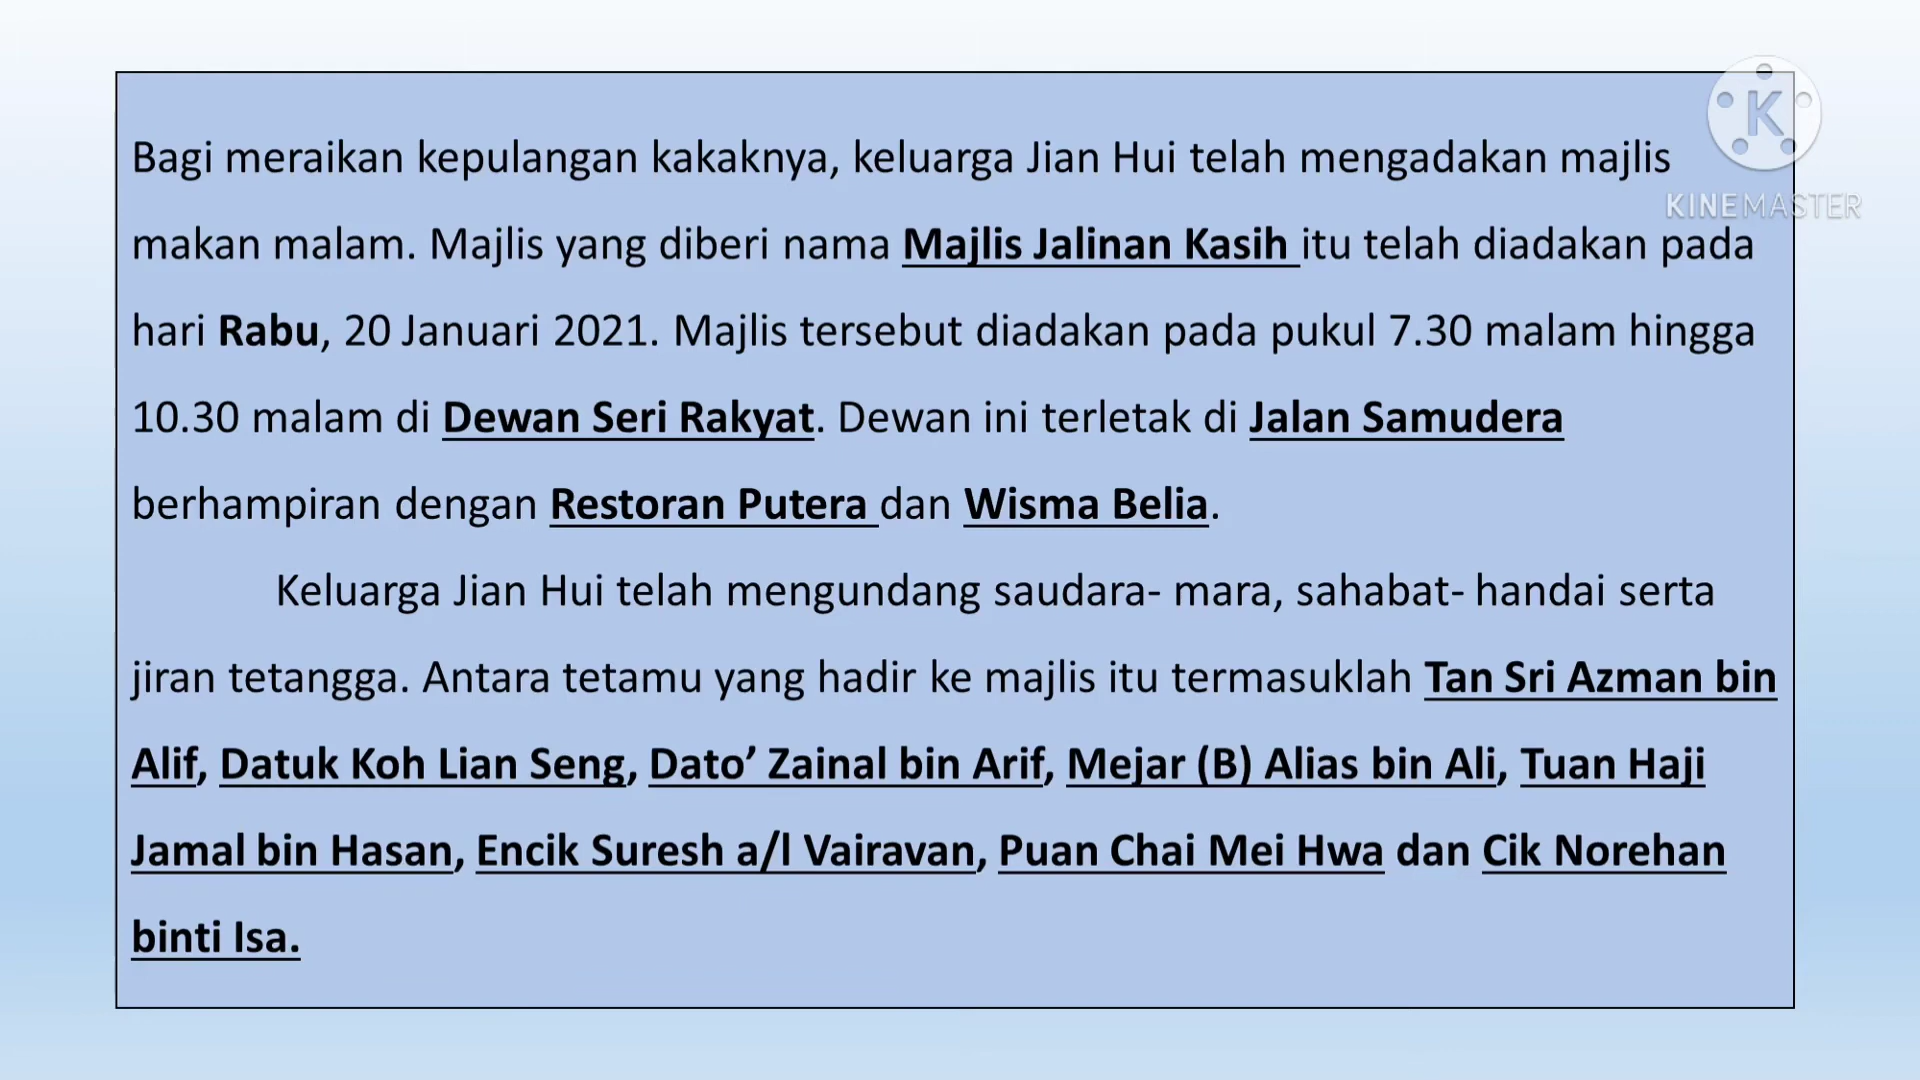 Bagi meraikan kepulangan kakaknya, keluarga Jian Hui telah mengadakan majlis
makan malam. Majlis yang diberi nama Majlis Jalinan Kasih itu telah diadakan pada
hari Rabu, 20 Januari 2021. Majlis tersebut diadakan pada pukul 7.30 malam hingga
10.30 malam di Dewan Seri Rakyat. Dewan ini terletak di Jalan Samudera
berhampiran dengan Restoran Putera dan Wisma Belia.
Keluarga Jian Hui telah mengundang saudara- mara, sahabat- handai serta
jiran tetangga. Antara tetamu yang hadir ke majlis itu termasuklah Tan Sri Azman bin
Alif, Datuk Koh Lian Seng, Dato’ Zainal bin Arif, Mejar (B) Alias bin Ali, Tuan Haji
Jamal bin Hasan, Encik Suresh a/l Vairavan, Puan Chai Mei Hwa dan Cik Norehan
binti Isa.
K
KINEMASTER